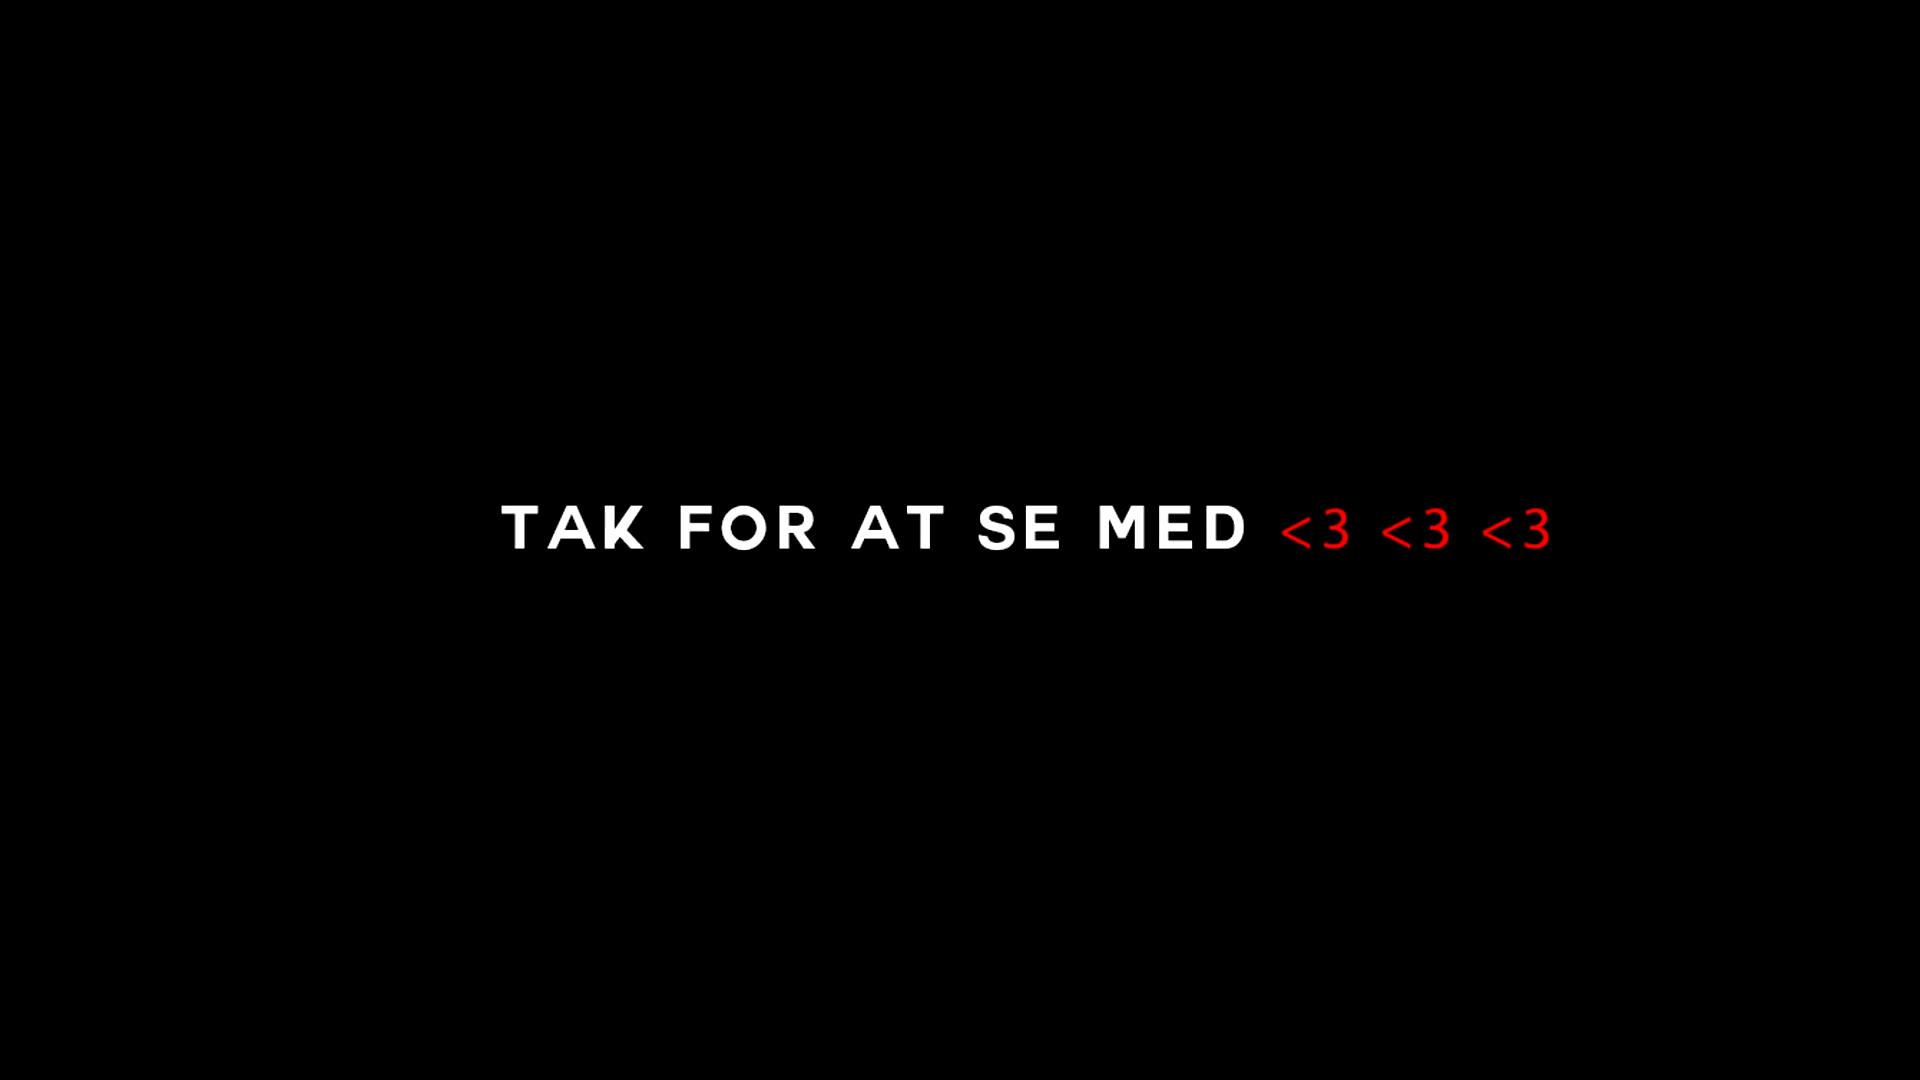 TAK FOR AT SE MED <3 <3 <3